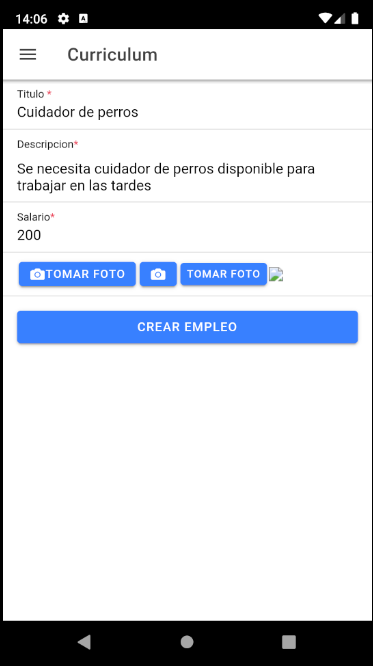 14:06
Curriculum
Titulo *
Cuidador de perros
Descripcion*
Se necesita cuidador de perros disponible para
trabajar en las tardes
Salario*
200
TOMAR FOTO TOMAR FOTO
CREAR EMPLEO